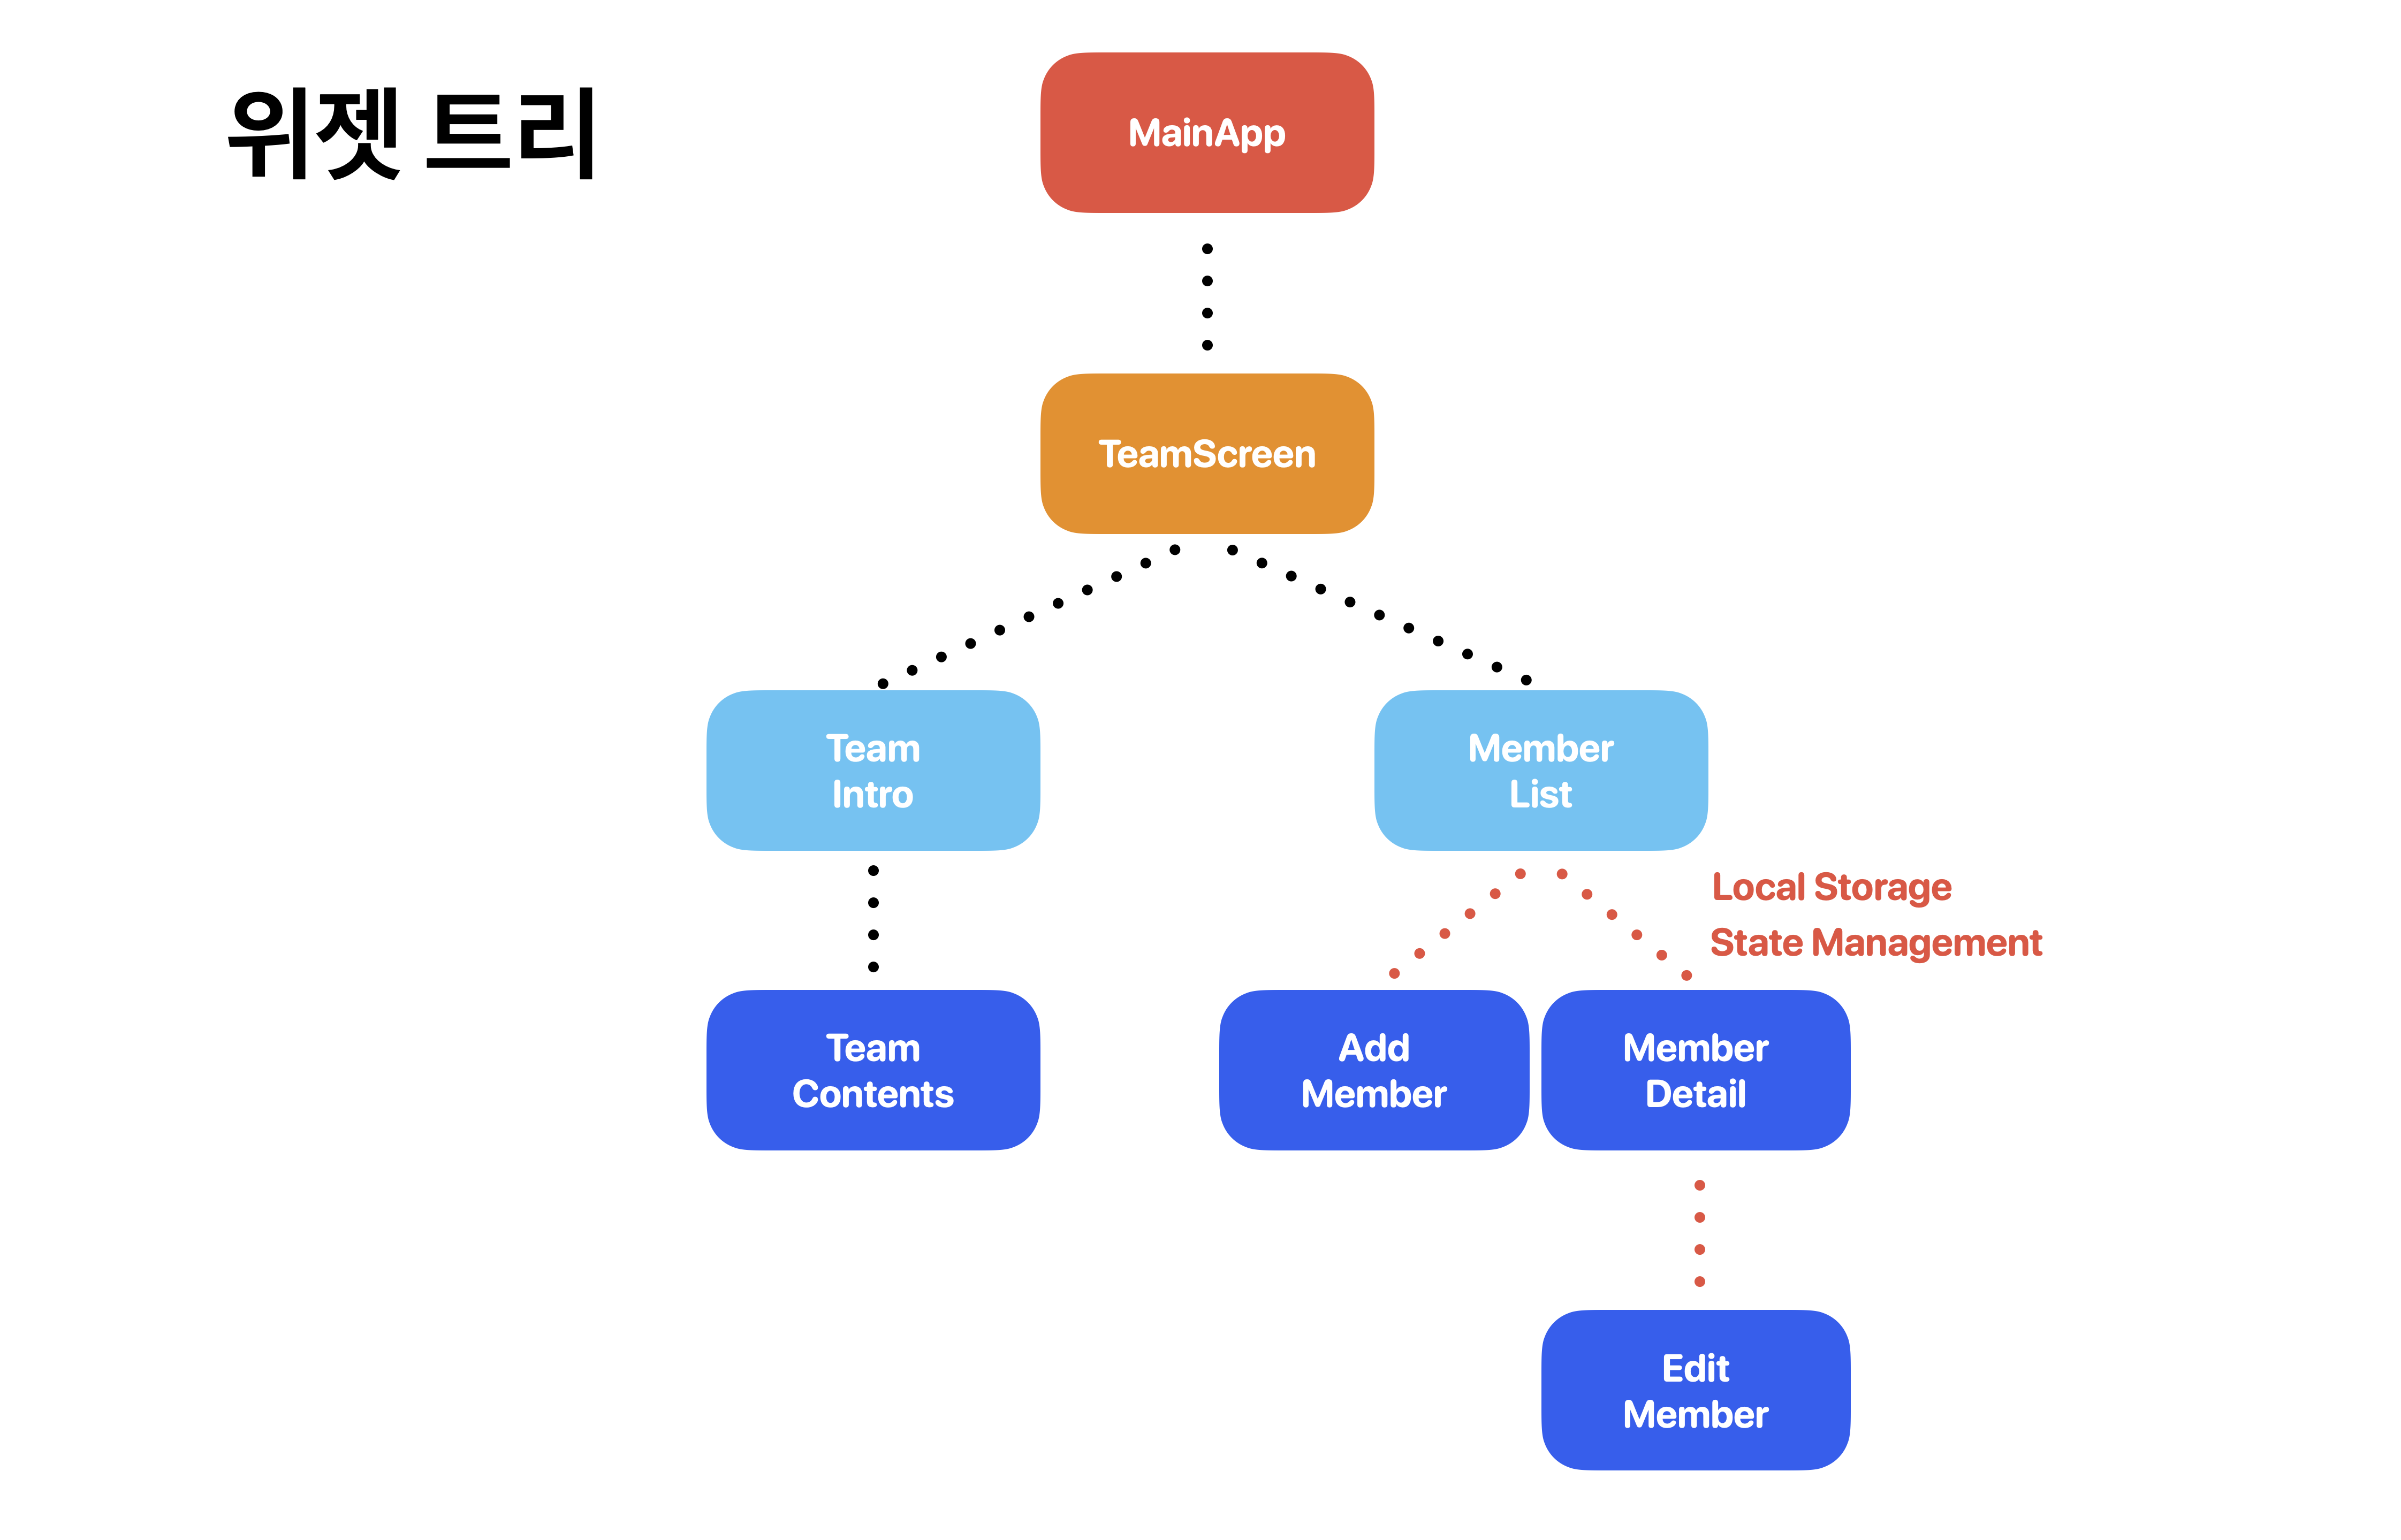 위젯 트리
MainApp
TeamScreen
Team
Intro
Member
List
Local Storage
State Management
Team
Contents
Add
Member
Member
Detail
Edit
Member